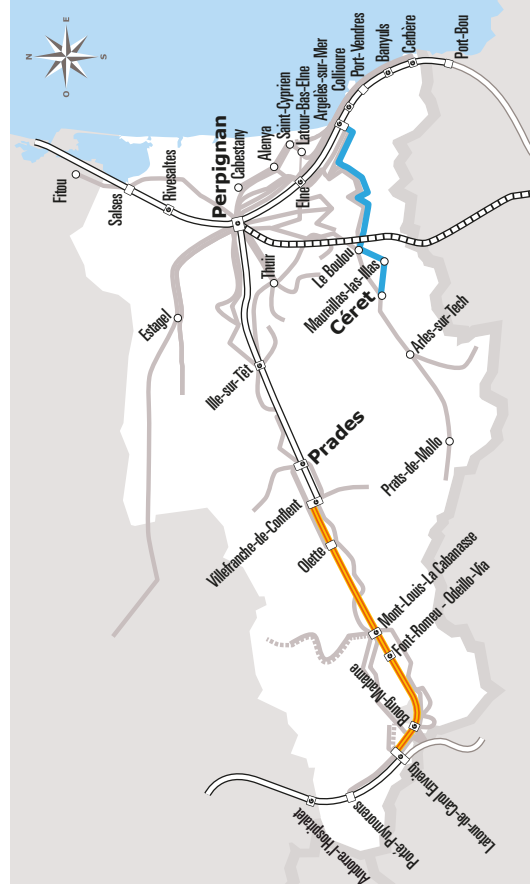 N
E
S
O
Fitou
Salses
Rivesaltes
Perpignan
Cabestany
Alenya
Saint-Cyprien
Latour-Bas-Elne
Elne
Argelès-sur-Mer
Collioure
Port-Vendres
Banyuls
Cerbère
Port-Bou
Estagel
Thuir
Le Boulou
Maureillas-las-Illas
Céret
Arles-sur-Tech
Prats-de-Mollo
Ille-sur-Têt
Prades
Villefranche-de-Conflent
Olette
Mont-Louis-La Cabanasse
Font-Romeu - Odeillo-Via
Bourg-Madame
Latour-de-Carol Enveitg
Porté-Puymorens
Andorre-l'Hospitalet